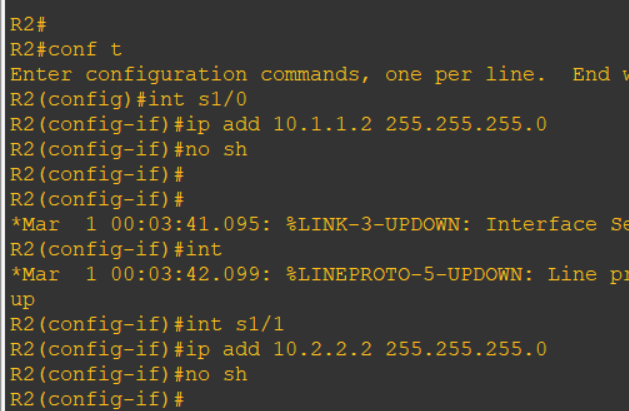 R2#
R2#conf t
Enter configuration commands, one per line.  End
R2(config)#int s1/0
R2(config-if)#ip add 10.1.1.2 255.255.255.0
R2(config-if)#no sh
R2(config-if)#
R2(config-if)#
*Mar  1 00:03:41.095: %LINK-3-UPDOWN: Interface
R2(config-if)#int
*Mar  1 00:03:42.099: %LINEPROTO-5-UPDOWN: Line
up
R2(config-if)#int s1/1
R2(config-if)#ip add 10.2.2.2 255.255.255.0
R2(config-if)#no sh
R2(config-if)#